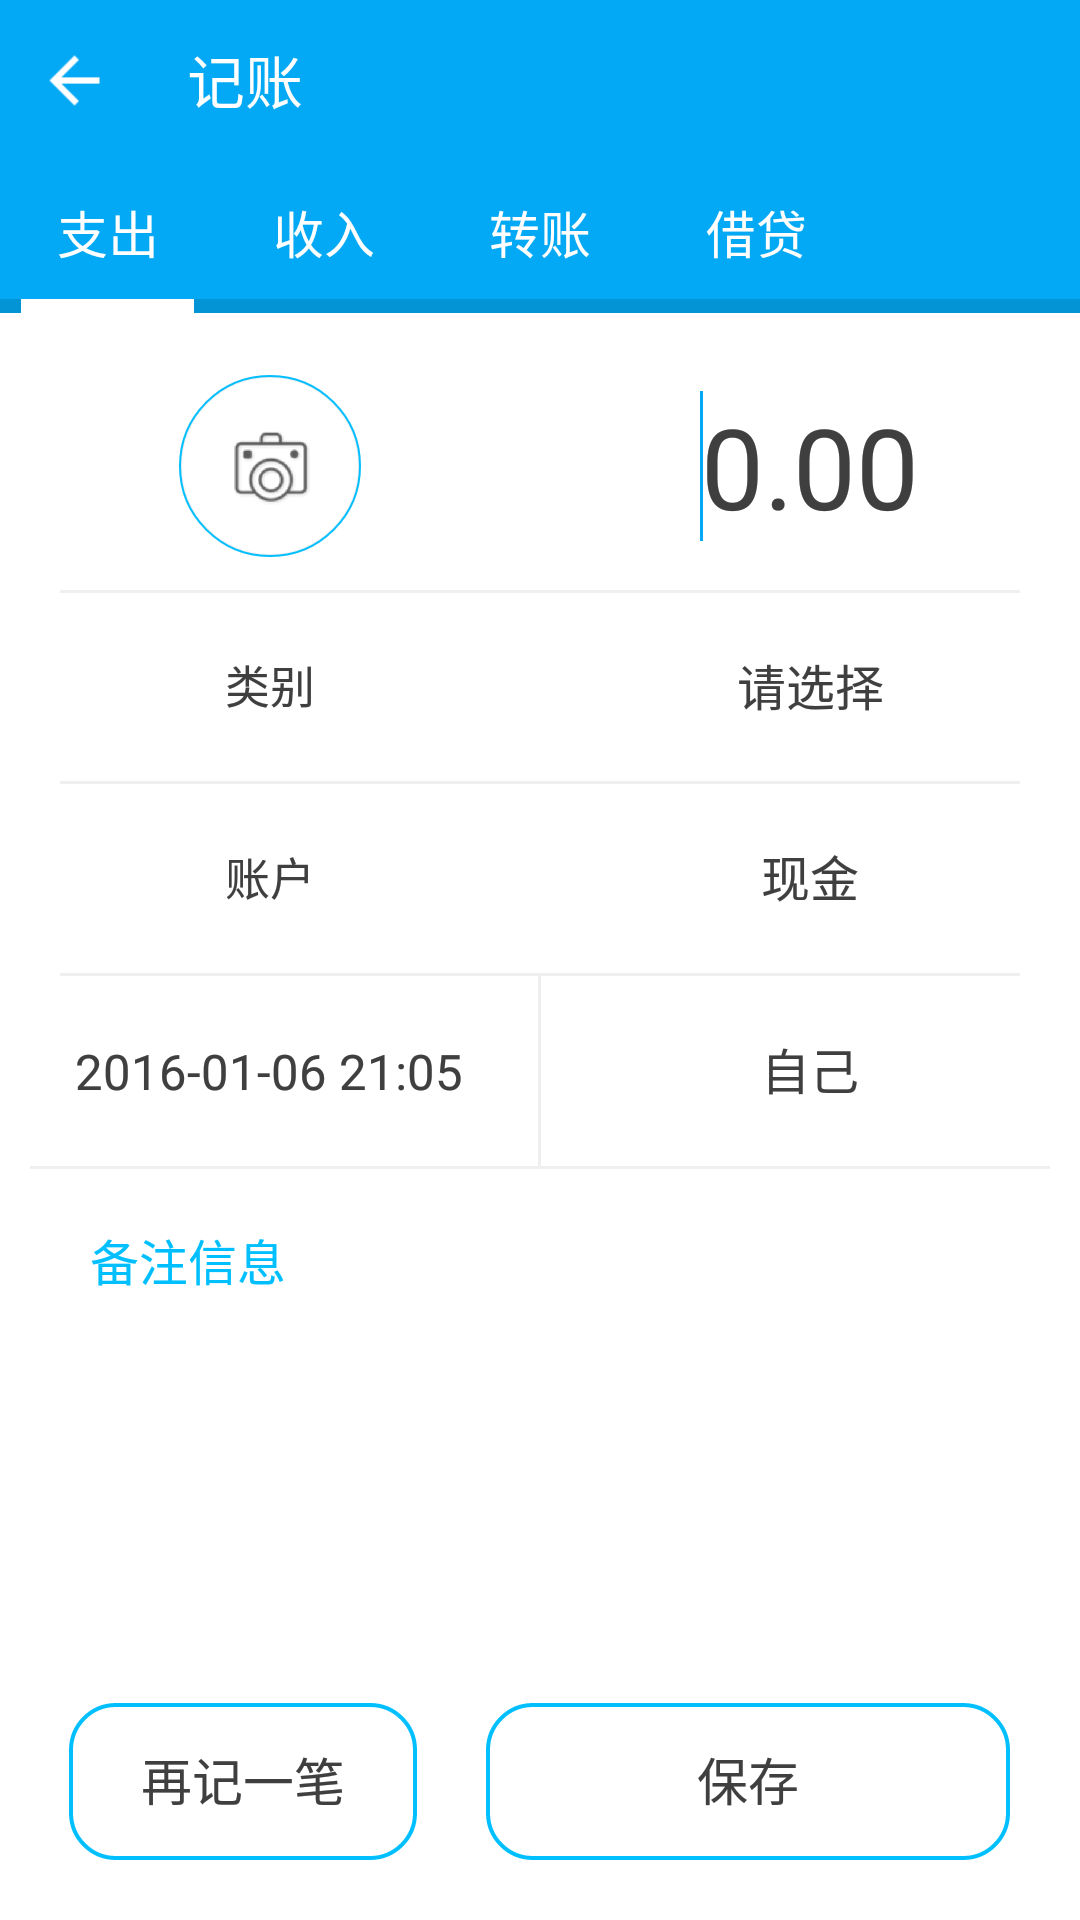 记账
支出 收入 转账 借贷
0.00
类别 请选择
账户 现金
2016-01-06 21:05 自己
备注信息
再记一笔 保存